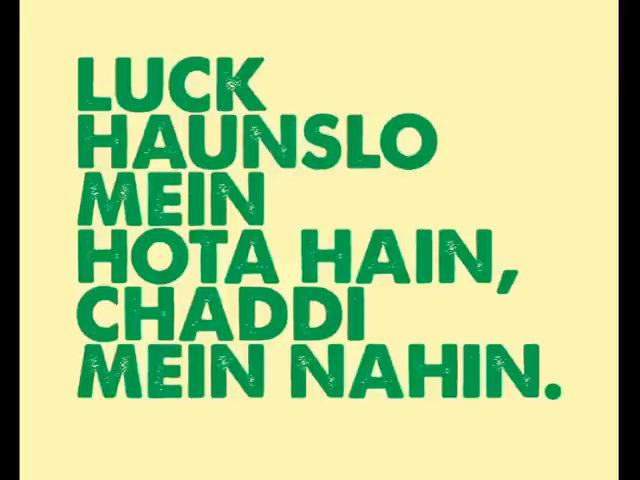 LUCK
HAUNSLO
MEIN
HOTA HAIN,
CHADDI
MEIN NAHIN.